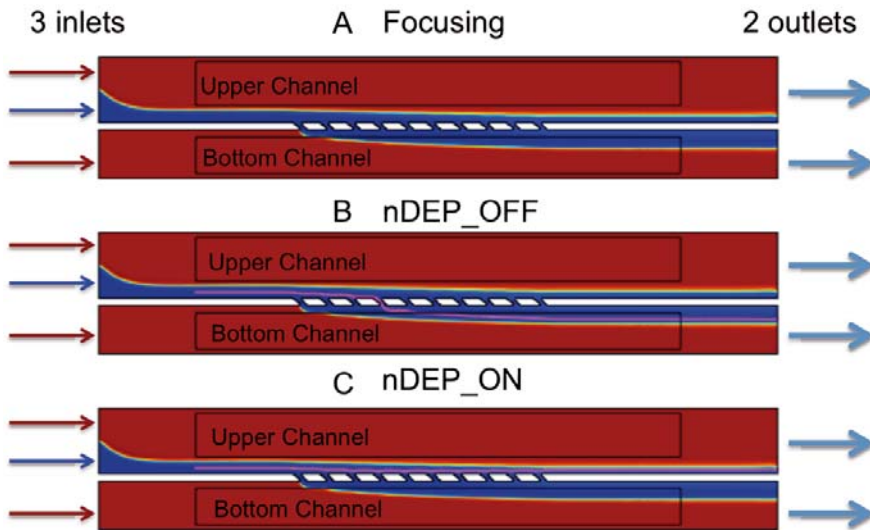 3 inlets A Focusing 2 outlets
Upper Channel
Bottom Channel
B nDEP_OFF
Upper Channel
Bottom Channel
C nDEP_ON
Upper Channel
Bottom Channel